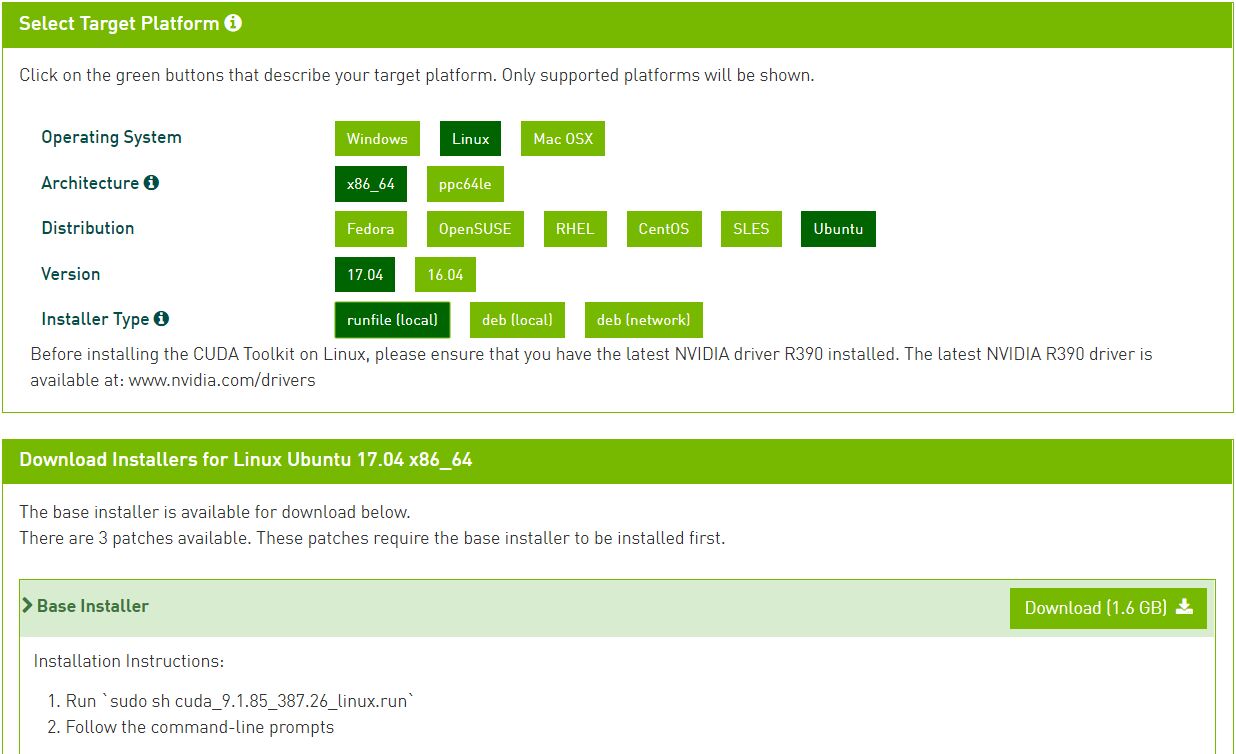 Select Target Platform
Click on the green buttons that describe your target platform. Only supported platforms will be shown.
Operating System Windows Linux Mac OSX
Architecture x86_64 ppc64le
Distribution Fedora OpenSUSE RHEL CentOS SLES Ubuntu
Version 17.04 16.04
Installer Type runfile (local) deb (local) deb (network)
Before installing the CUDA Toolkit on Linux, please ensure that you have the latest NVIDIA driver R390 installed. The latest NVIDIA R390 driver is
available at: www.nvidia.com/drivers
Download Installers for Linux Ubuntu 17.04 x86_64
The base installer is available for download below.
There are 3 patches available. These patches require the base installer to be installed first.
Base Installer Download (1.6 GB)
Installation Instructions:
1. Run `sudo sh cuda_9.1.85_387.26_linux.run`
2. Follow the command-line prompts